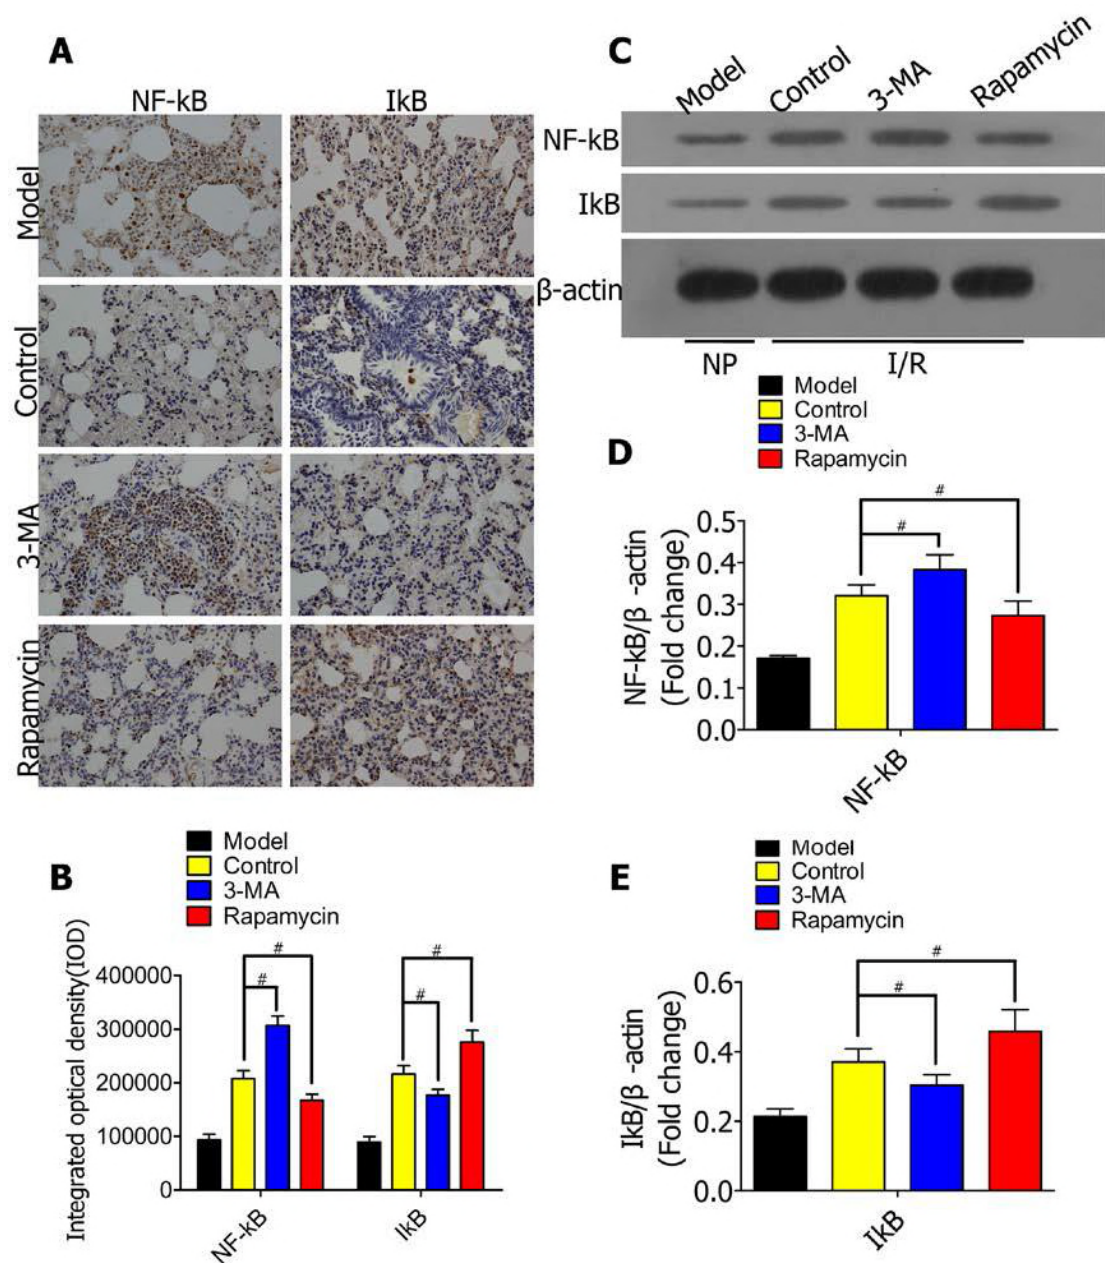 A
NF-kB
IkB
Model
Control
3-MA
Rapamycin
C
Model
Control
3-MA
Rapamycin
NF-kB
IkB
β-actin
NP
I/R
B
Model
Control
3-MA
Rapamycin
Integrated optical density(IOD)
400000
300000
200000
100000
0
#
#
#
#
NF-kB
IkB
D
Model
Control
3-MA
Rapamycin
NF-kB/β -actin
(Fold change)
0.5
0.4
0.3
0.2
0.1
0.0
#
#
NF-kB
E
Model
Control
3-MA
Rapamycin
IkB/β -actin
(Fold change)
0.6
0.4
0.2
0.0
#
#
IkB